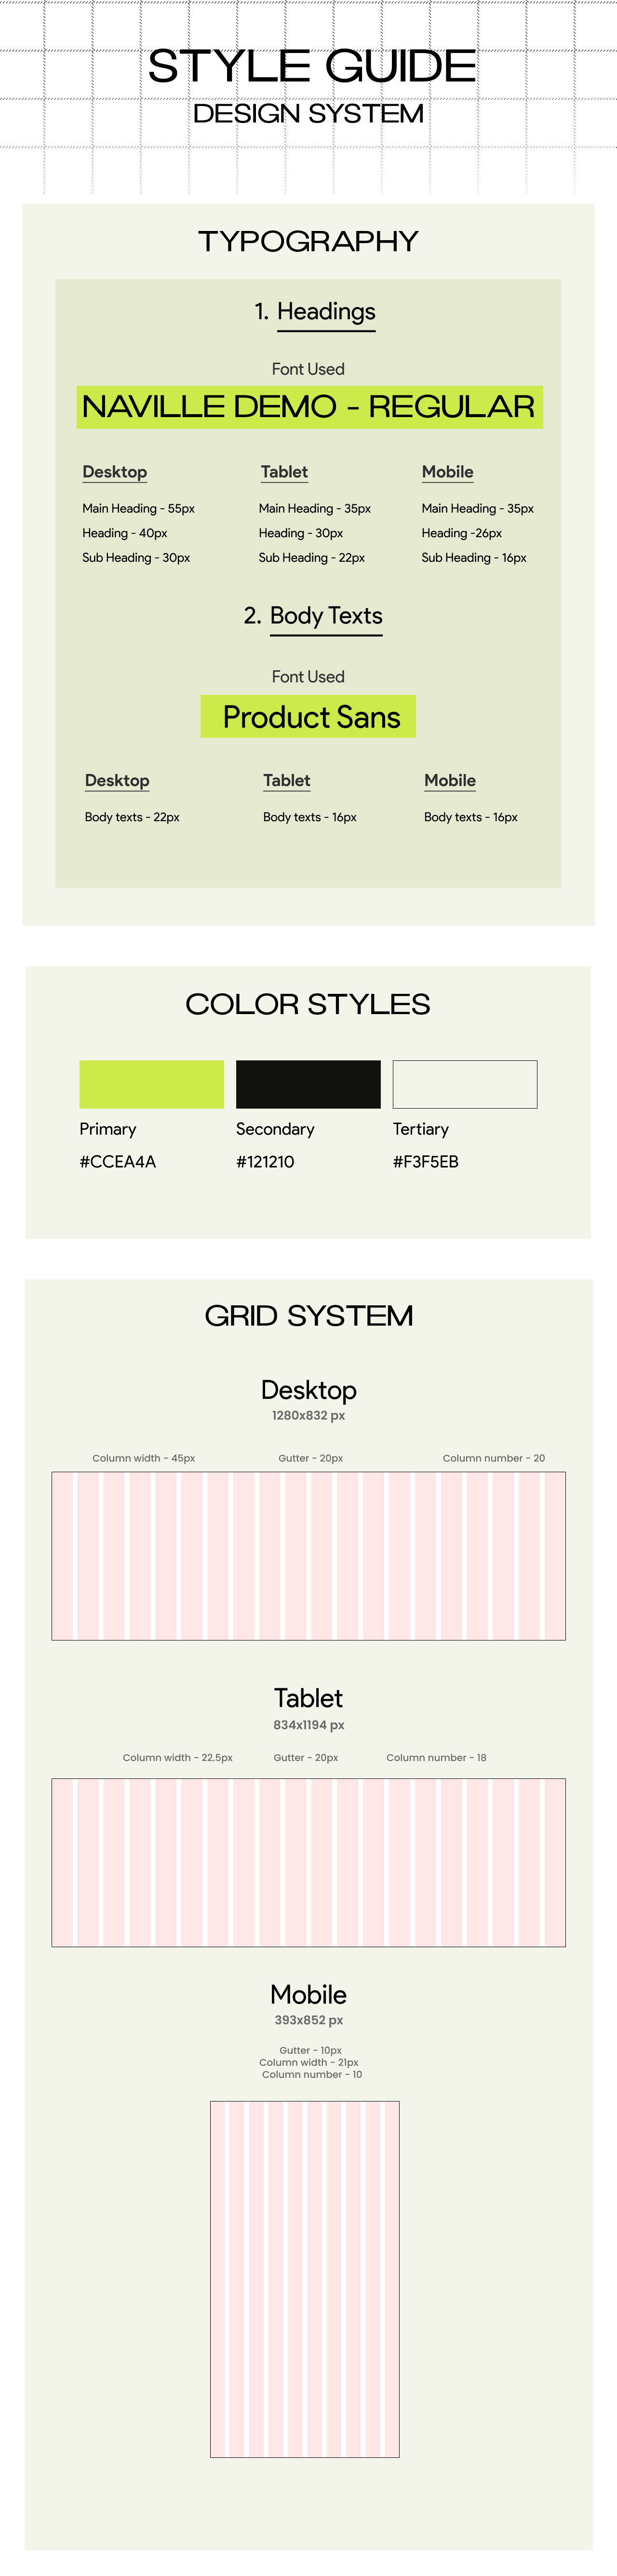 STYLE GUIDE
DESIGN SYSTEM
TYPOGRAPHY
1. Headings
Font Used
NAVILLE DEMO - REGULAR
Desktop
Tablet
Mobile
Main Heading - 55px
Main Heading - 35px
Main Heading - 35px
Heading - 40px
Heading - 30px
Heading -26px
Sub Heading - 30px
Sub Heading - 22px
Sub Heading - 16px
2. Body Texts
Font Used
Product Sans
Desktop
Tablet
Mobile
Body texts - 22px
Body texts - 16px
Body texts - 16px
COLOR STYLES
Primary
Secondary
Tertiary
#CCEA4A
#121210
#F3F5EB
GRID SYSTEM
Desktop
1280x832 px
Column width - 45px
Gutter - 20px
Column number - 20
Tablet
834x1194 px
Column width - 22.5px
Gutter - 20px
Column number - 18
Mobile
393x852 px
Gutter - 10px
Column width - 21px
Column number - 10